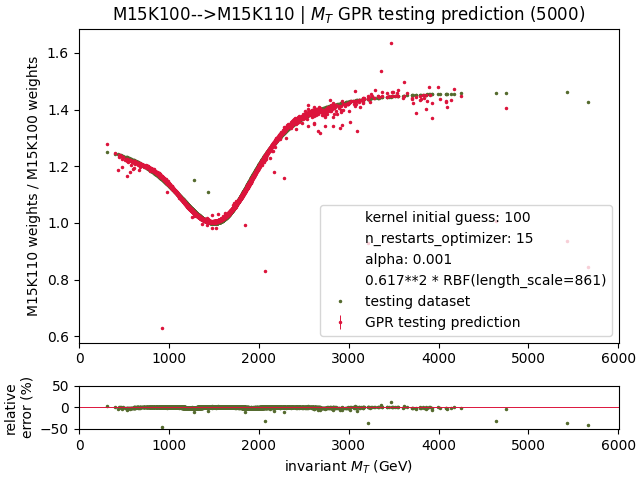 M15K100-->M15K110 | M_T GPR testing prediction (5000)
M15K110 weights / M15K100 weights
1.6
1.4
1.2
1.0
0.8
0.6
kernel initial guess: 100
n_restarts_optimizer: 15
alpha: 0.001
0.617**2 * RBF(length_scale=861)
testing dataset
GPR testing prediction
0 1000 2000 3000 4000 5000 6000
relative
error (%)
50
0
−50
0 1000 2000 3000 4000 5000 6000
invariant M_T (GeV)